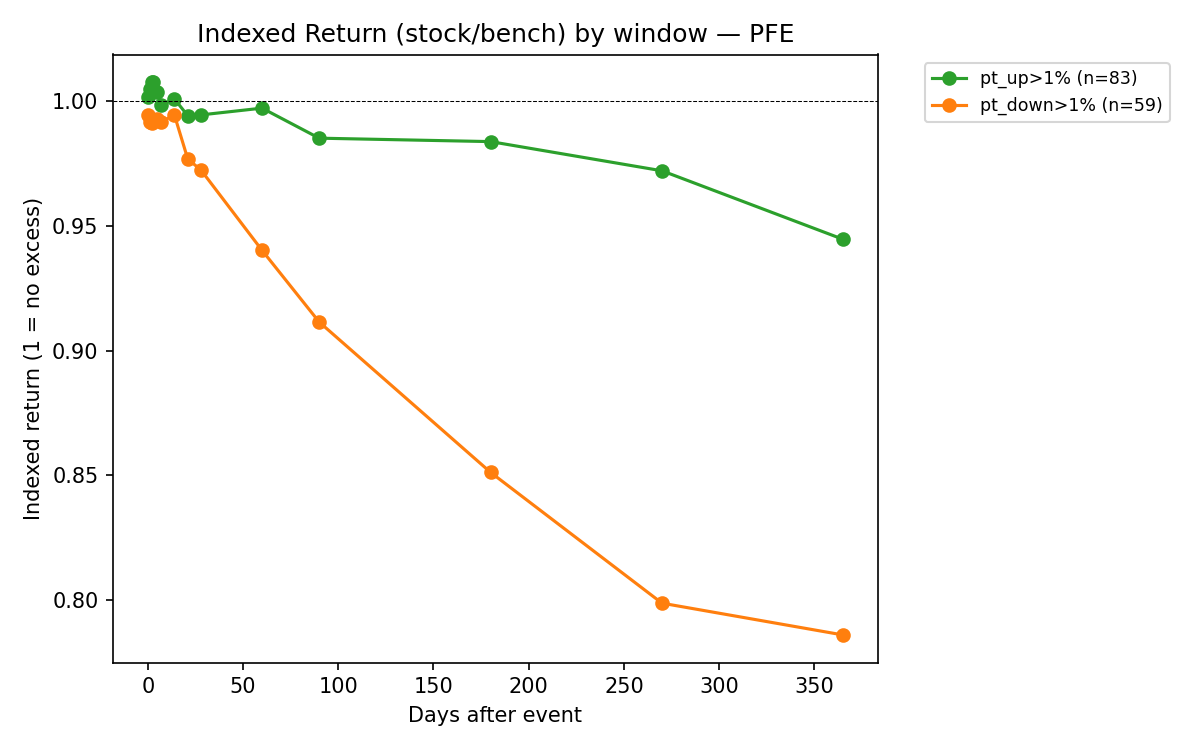 Indexed Return (stock/bench) by window — PFE
pt_up>1% (n=83)
pt_down>1% (n=59)
Indexed return (1 = no excess)
1.00
0.95
0.90
0.85
0.80
0 50 100 150 200 250 300 350
Days after event